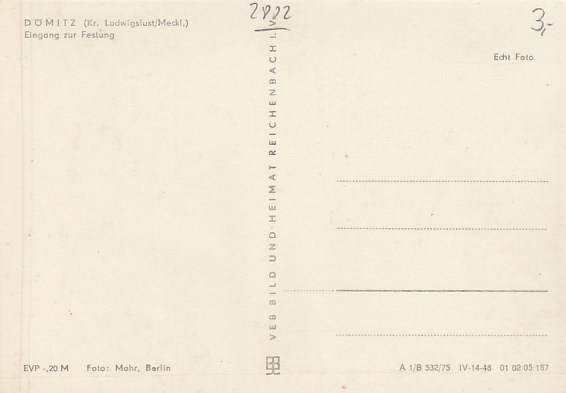 2882
3,-
DÖMITZ (Kr. Ludwigslust/Meckl.)
Eingang zur Festung
Echt Foto
VEB BILD UND HEIMAT REICHENBACH I. V.
EVP -,20 M Foto: Mohr, Berlin
A 1/B 532/75 IV-14-48 01 02 05 187